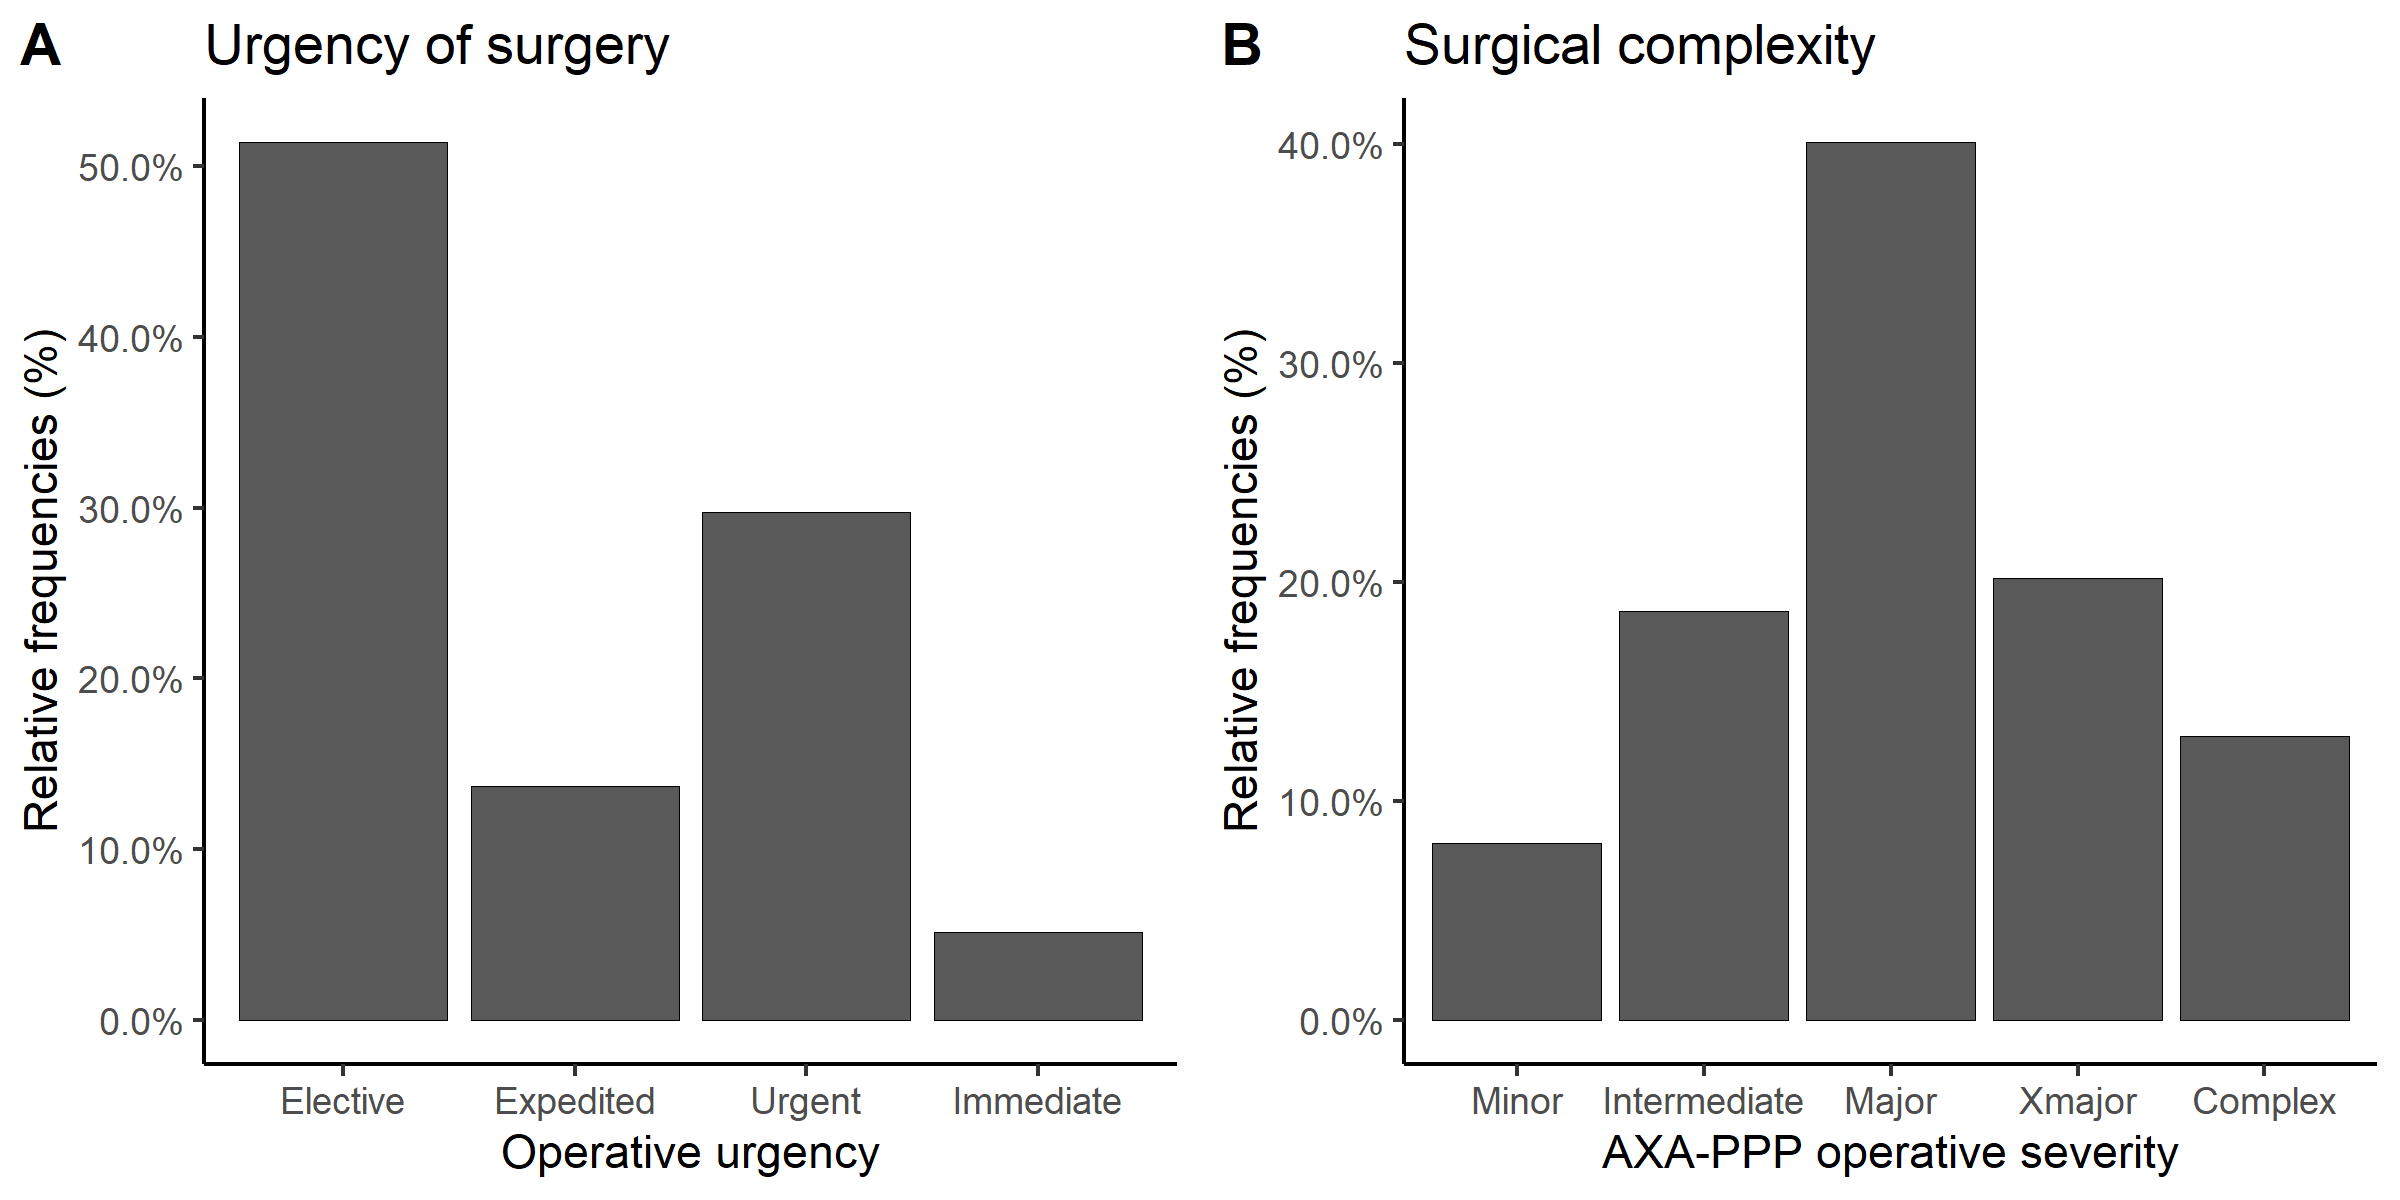 A Urgency of surgery
Relative frequencies (%)
50.0%
40.0%
30.0%
20.0%
10.0%
0.0%
Elective Expedited Urgent Immediate
Operative urgency
B Surgical complexity
Relative frequencies (%)
40.0%
30.0%
20.0%
10.0%
0.0%
Minor Intermediate Major Xmajor Complex
AXA-PPP operative severity